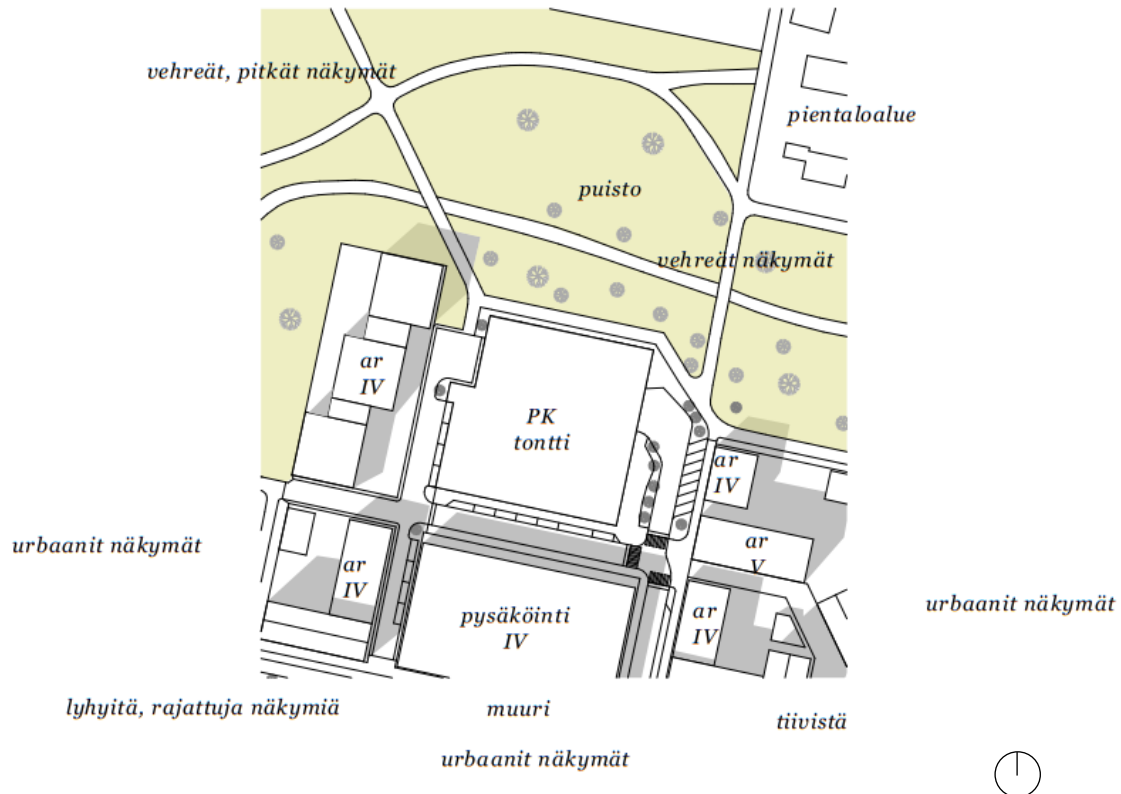 vehreät, pitkät näkymät
pientaloalue
puisto
vehreät näkymät
ar
IV
PK
tontti
ar
IV
urbaanit näkymät
ar
V
ar
IV
urbaanit näkymät
pysäköinti
IV
ar
IV
lyhyitä, rajattuja näkymiä
muuri
tiivistä
urbaanit näkymät